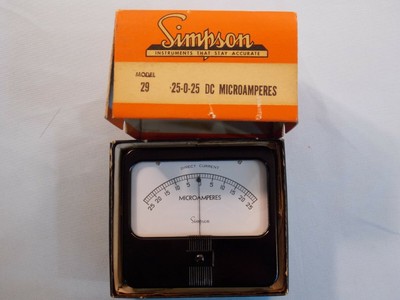 Simpson
INSTRUMENTS THAT STAY ACCURATE
MODEL
29 25-0-25 DC MICROAMPERES
DIRECT CURRENT
25 20 15 10 5 0 5 10 15 20 25
MICROAMPERES
Simpson